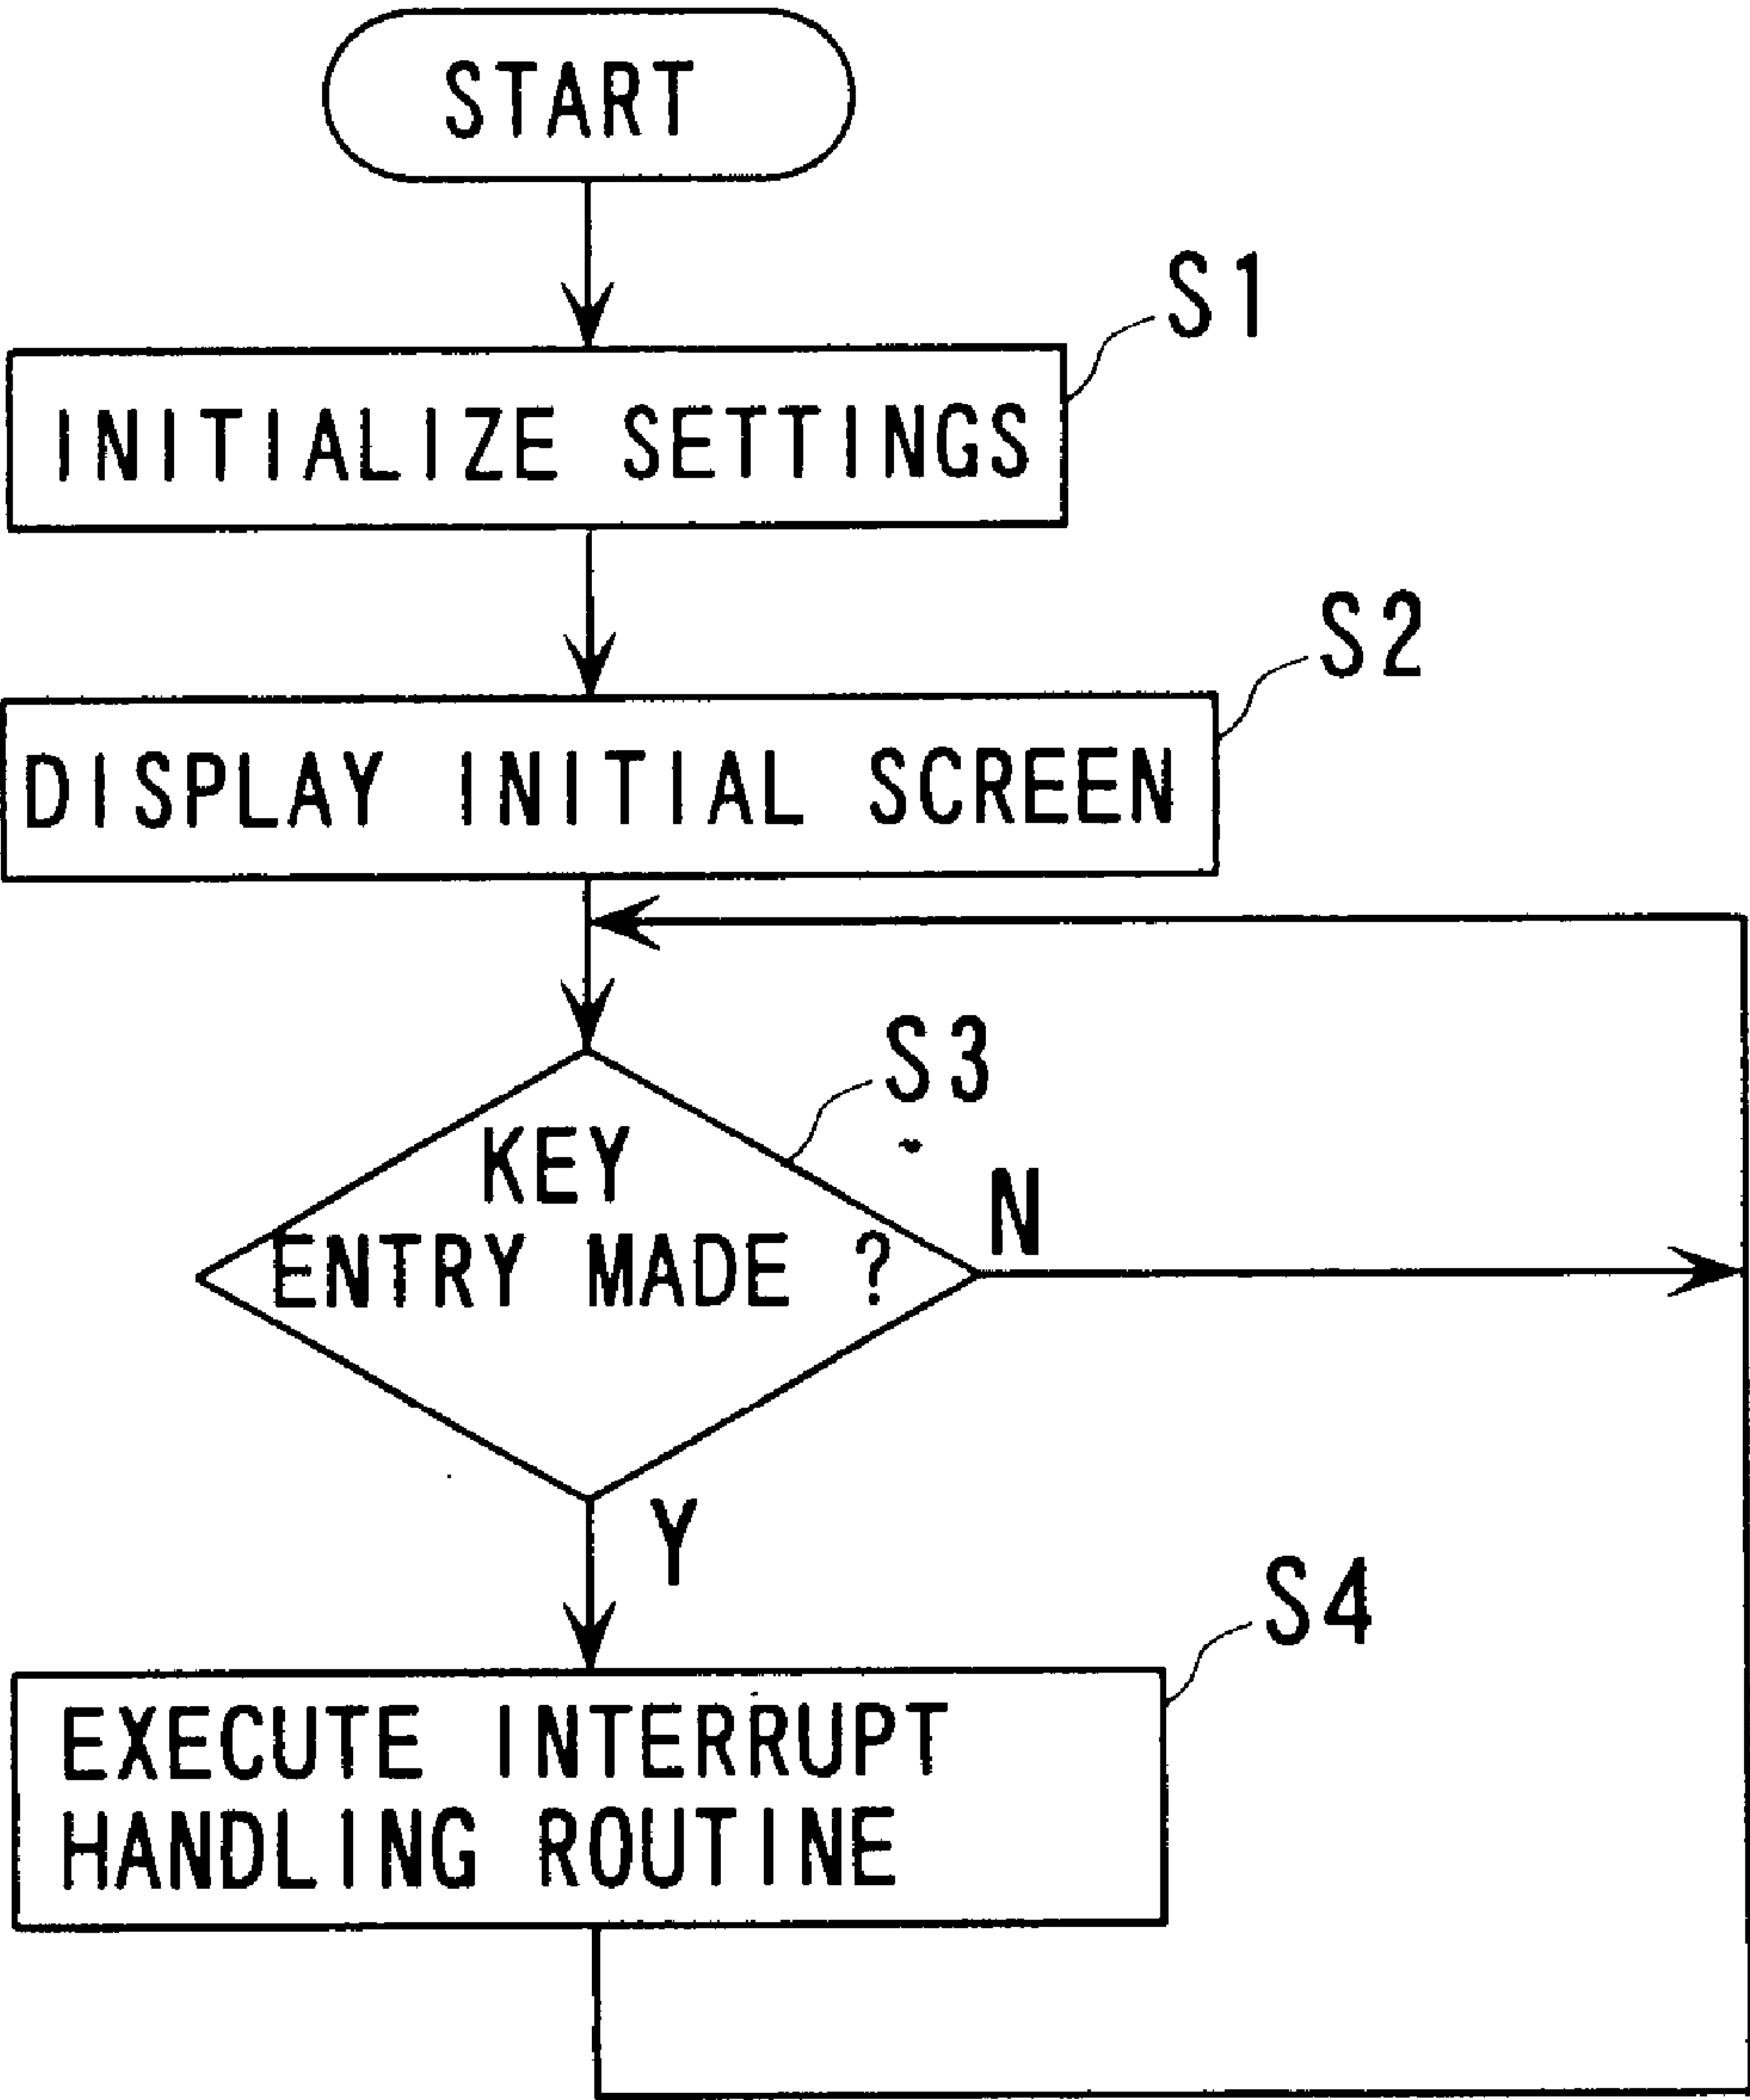 START
S1
INITIALIZE SETTINGS
S2
DISPLAY INITIAL SCREEN
S3
KEY
ENTRY MADE ?
N
Y
S4
EXECUTE INTERRUPT
HANDLING ROUTINE